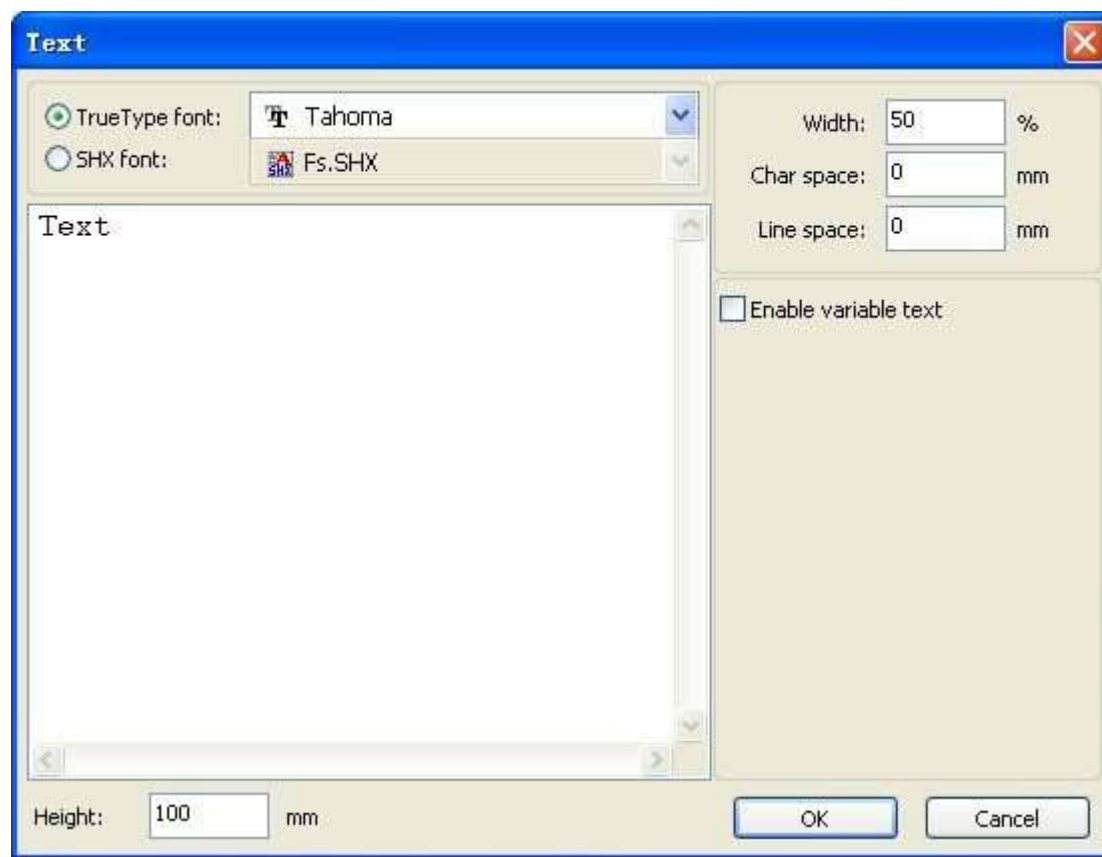 Text
TrueType font: Tahoma
SHX font: Fs.SHX
Width: 50 %
Char space: 0 mm
Line space: 0 mm
Text
Enable variable text
Height: 100 mm
OK Cancel